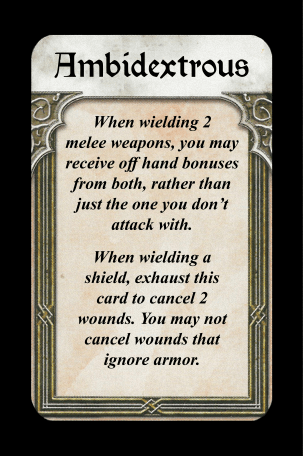 Ambidextrous
When wielding 2
melee weapons, you may
receive off hand bonuses
from both, rather than
just the one you don't
attack with.
When wielding a
shield, exhaust this
card to cancel 2
wounds. You may not
cancel wounds that
ignore armor.